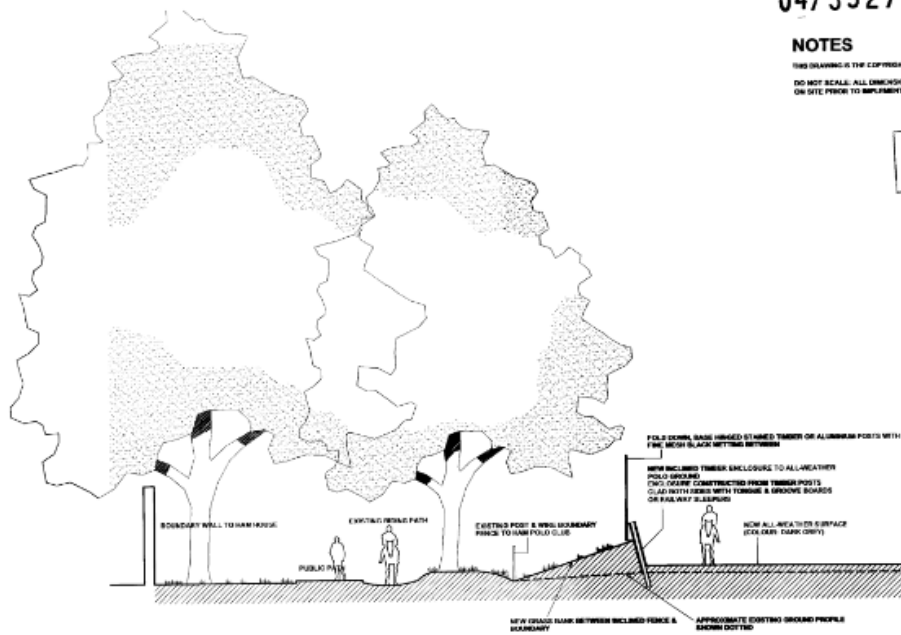 04/3527
NOTES
THIS DRAWING IS THE COPYRIGH
DO NOT SCALE: ALL DIMENSI
ON SITE PRIOR TO IMPLEMENT
FOLD DOWN, BASE HINGED STAINED TIMBER OR ALUMINIUM POSTS WITH
FINE MESH BLACK NETTING BETWEEN
NEW INCLINED TIMBER ENCLOSURE TO ALL-WEATHER
POLO GROUND
ENCLOSURE CONSTRUCTED FROM TIMBER POSTS
CLAD BOTH SIDES WITH TONGUE & GROOVE BOARDS
OR RAILWAY SLEEPERS
BOUNDARY WALL TO HAM HOUSE
EXISTING RIDING PATH
EXISTING POST & WIRE BOUNDARY
FENCE TO HAM POLO CLUB
NEW ALL-WEATHER SURFACE
(COLOUR: DARK GREY)
PUBLIC PATH
NEW GRASS BANK BETWEEN INCLINED FENCE &
BOUNDARY
APPROXIMATE EXISTING GROUND PROFILE
SHOWN DOTTED